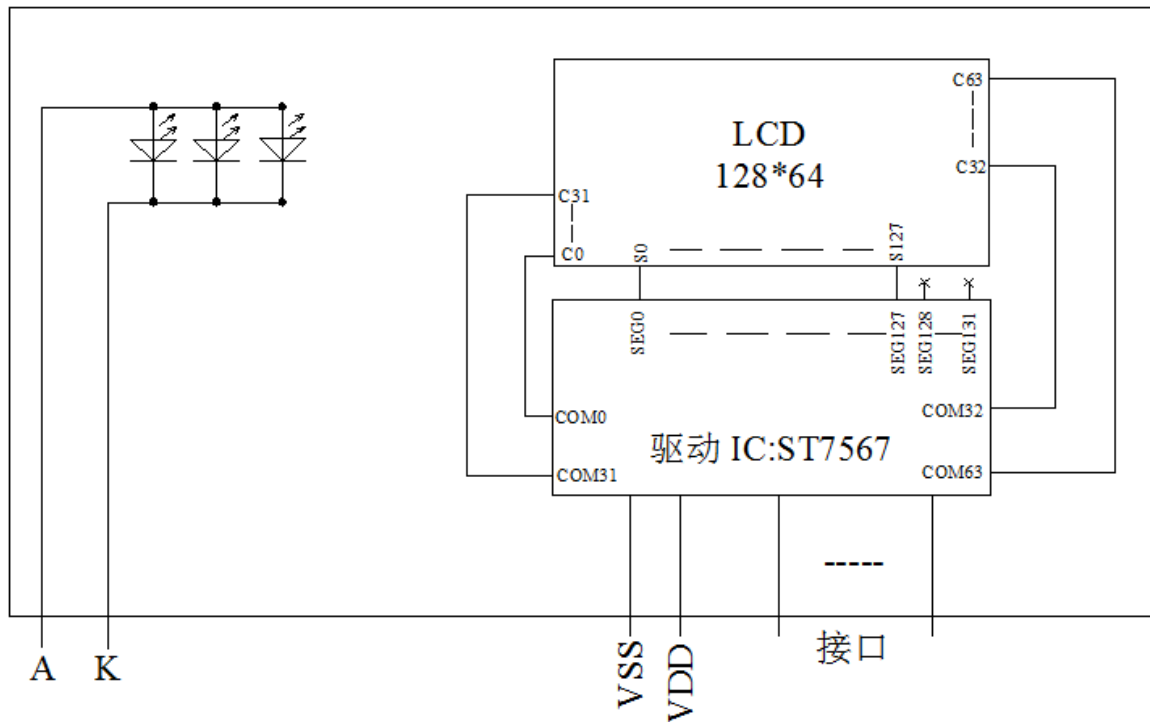 C63
LCD
128*64
C32
C31
C0
S0
S127
SEG0
SEG127
SEG128
SEG131
COM0
COM32
驱动 IC:ST7567
COM31
COM63
-----
接口
A
K
VSS
VDD